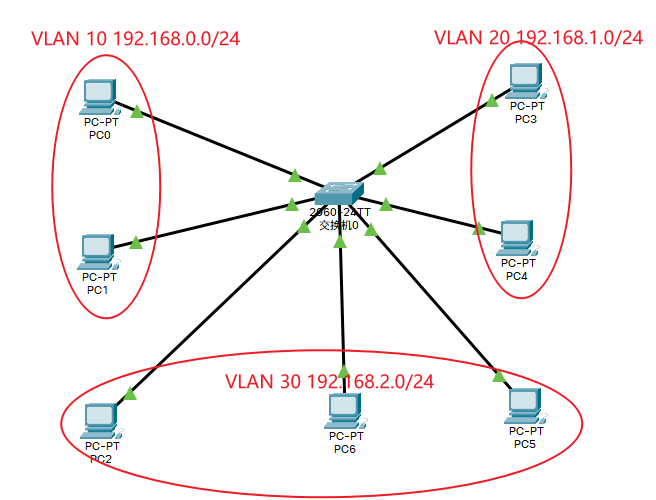 VLAN 10 192.168.0.0/24
VLAN 20 192.168.1.0/24
PC-PT
PC0
PC-PT
PC3
2960-24TT
交换机0
PC-PT
PC1
PC-PT
PC4
VLAN 30 192.168.2.0/24
PC-PT
PC2
PC-PT
PC6
PC-PT
PC5